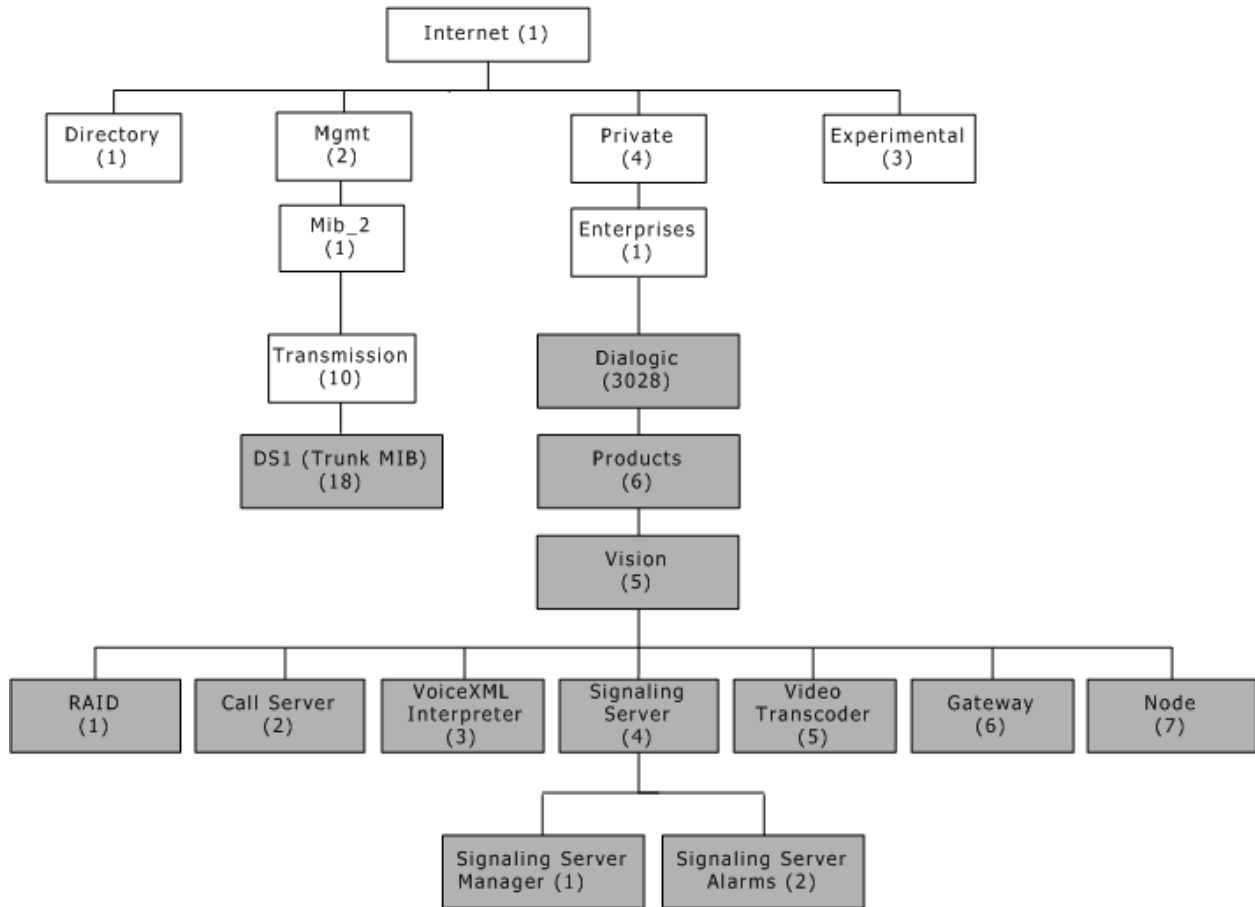 Internet (1)
Directory
(1)
Mgmt
(2)
Private
(4)
Experimental
(3)
Mib_2
(1)
Enterprises
(1)
Transmission
(10)
Dialogic
(3028)
DS1 (Trunk MIB)
(18)
Products
(6)
Vision
(5)
RAID
(1)
Call Server
(2)
VoiceXML
Interpreter
(3)
Signaling
Server
(4)
Video
Transcoder
(5)
Gateway
(6)
Node
(7)
Signaling Server
Manager (1)
Signaling Server
Alarms (2)